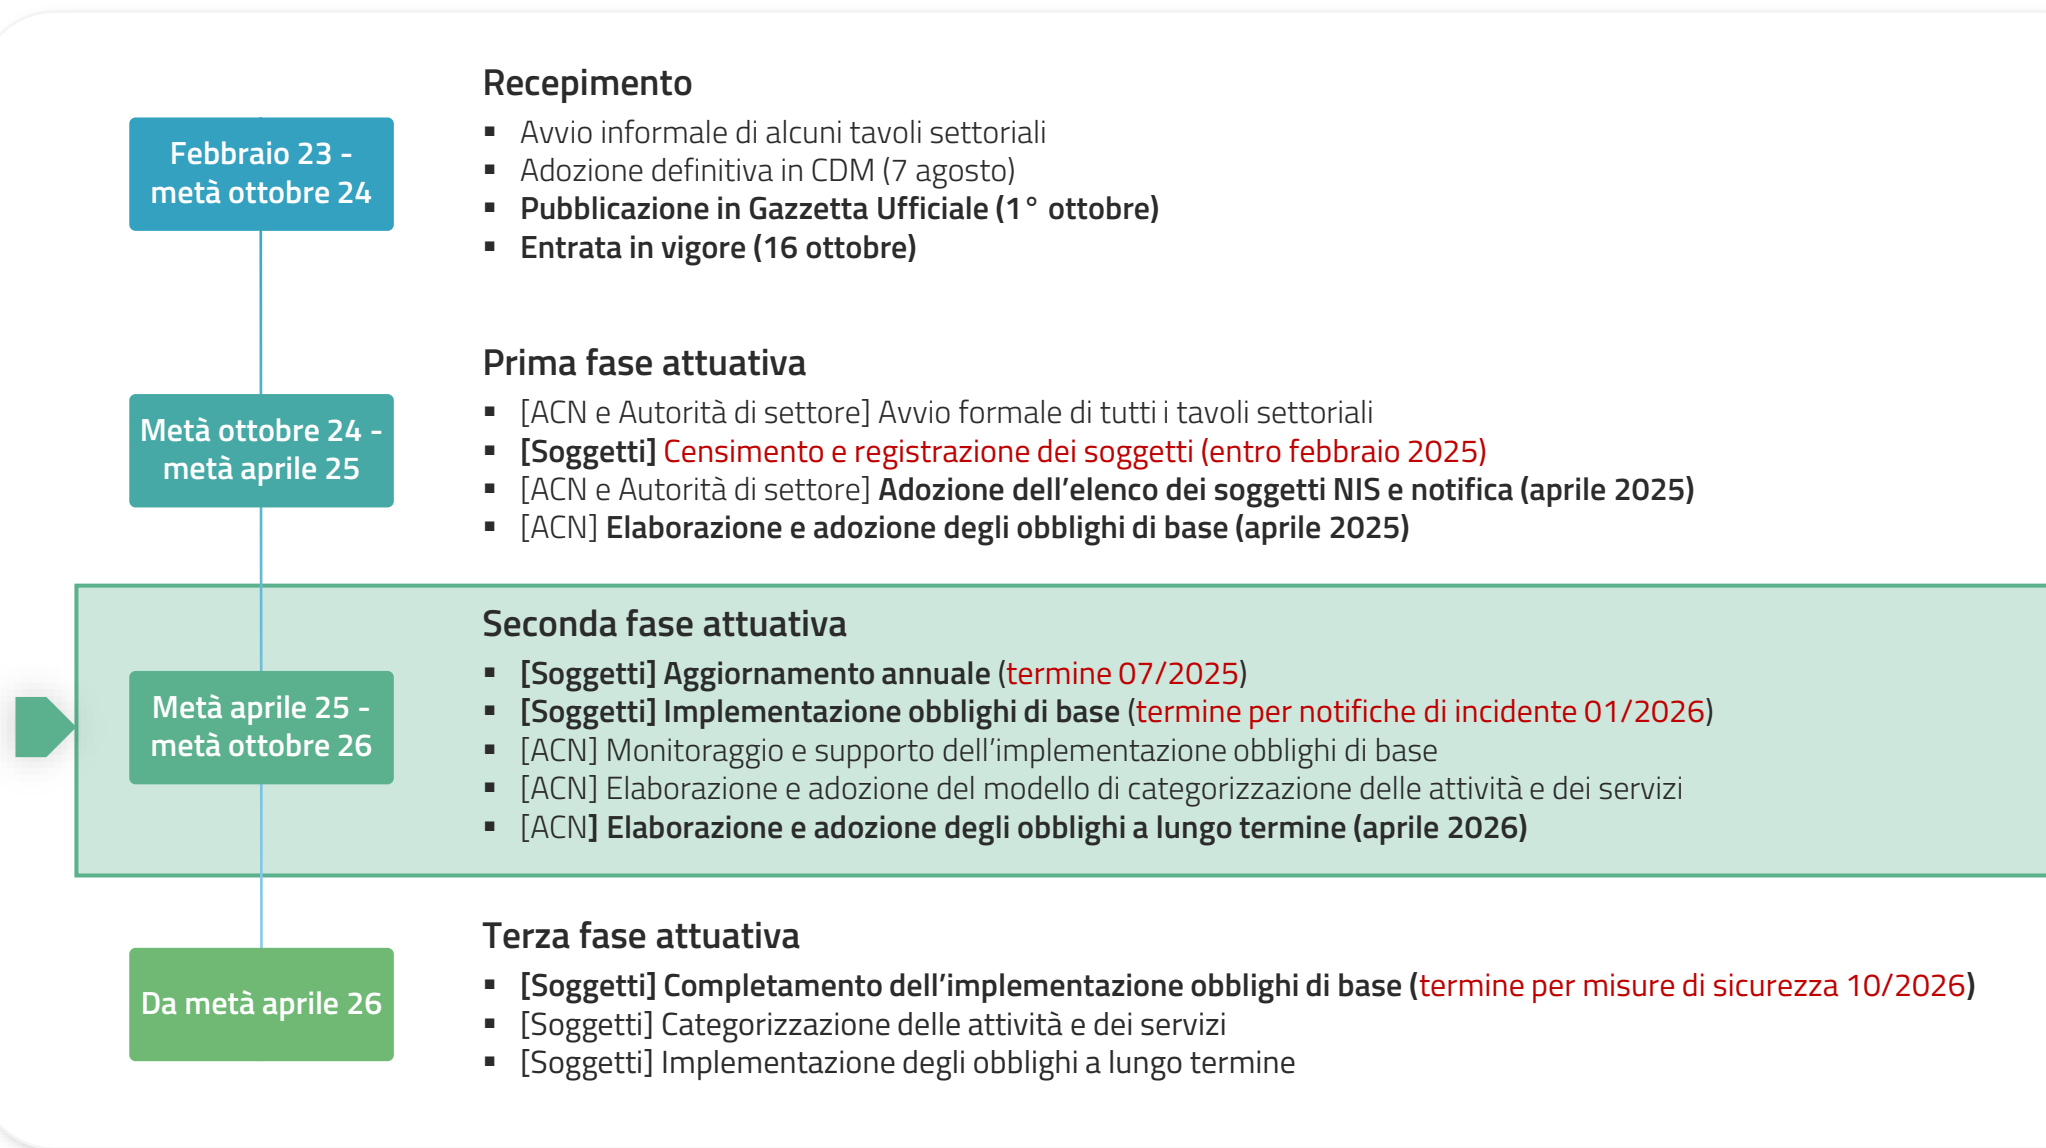 Recepimento
Febbraio 23 -
metà ottobre 24
▪ Avvio informale di alcuni tavoli settoriali
▪ Adozione definitiva in CDM (7 agosto)
▪ Pubblicazione in Gazzetta Ufficiale (1° ottobre)
▪ Entrata in vigore (16 ottobre)
Prima fase attuativa
Metà ottobre 24 -
metà aprile 25
▪ [ACN e Autorità di settore] Avvio formale di tutti i tavoli settoriali
▪ [Soggetti] Censimento e registrazione dei soggetti (entro febbraio 2025)
▪ [ACN e Autorità di settore] Adozione dell’elenco dei soggetti NIS e notifica (aprile 2025)
▪ [ACN] Elaborazione e adozione degli obblighi di base (aprile 2025)
Seconda fase attuativa
Metà aprile 25 -
metà ottobre 26
▪ [Soggetti] Aggiornamento annuale (termine 07/2025)
▪ [Soggetti] Implementazione obblighi di base (termine per notifiche di incidente 01/2026)
▪ [ACN] Monitoraggio e supporto dell’implementazione obblighi di base
▪ [ACN] Elaborazione e adozione del modello di categorizzazione delle attività e dei servizi
▪ [ACN] Elaborazione e adozione degli obblighi a lungo termine (aprile 2026)
Terza fase attuativa
Da metà aprile 26
▪ [Soggetti] Completamento dell’implementazione obblighi di base (termine per misure di sicurezza 10/2026)
▪ [Soggetti] Categorizzazione delle attività e dei servizi
▪ [Soggetti] Implementazione degli obblighi a lungo termine